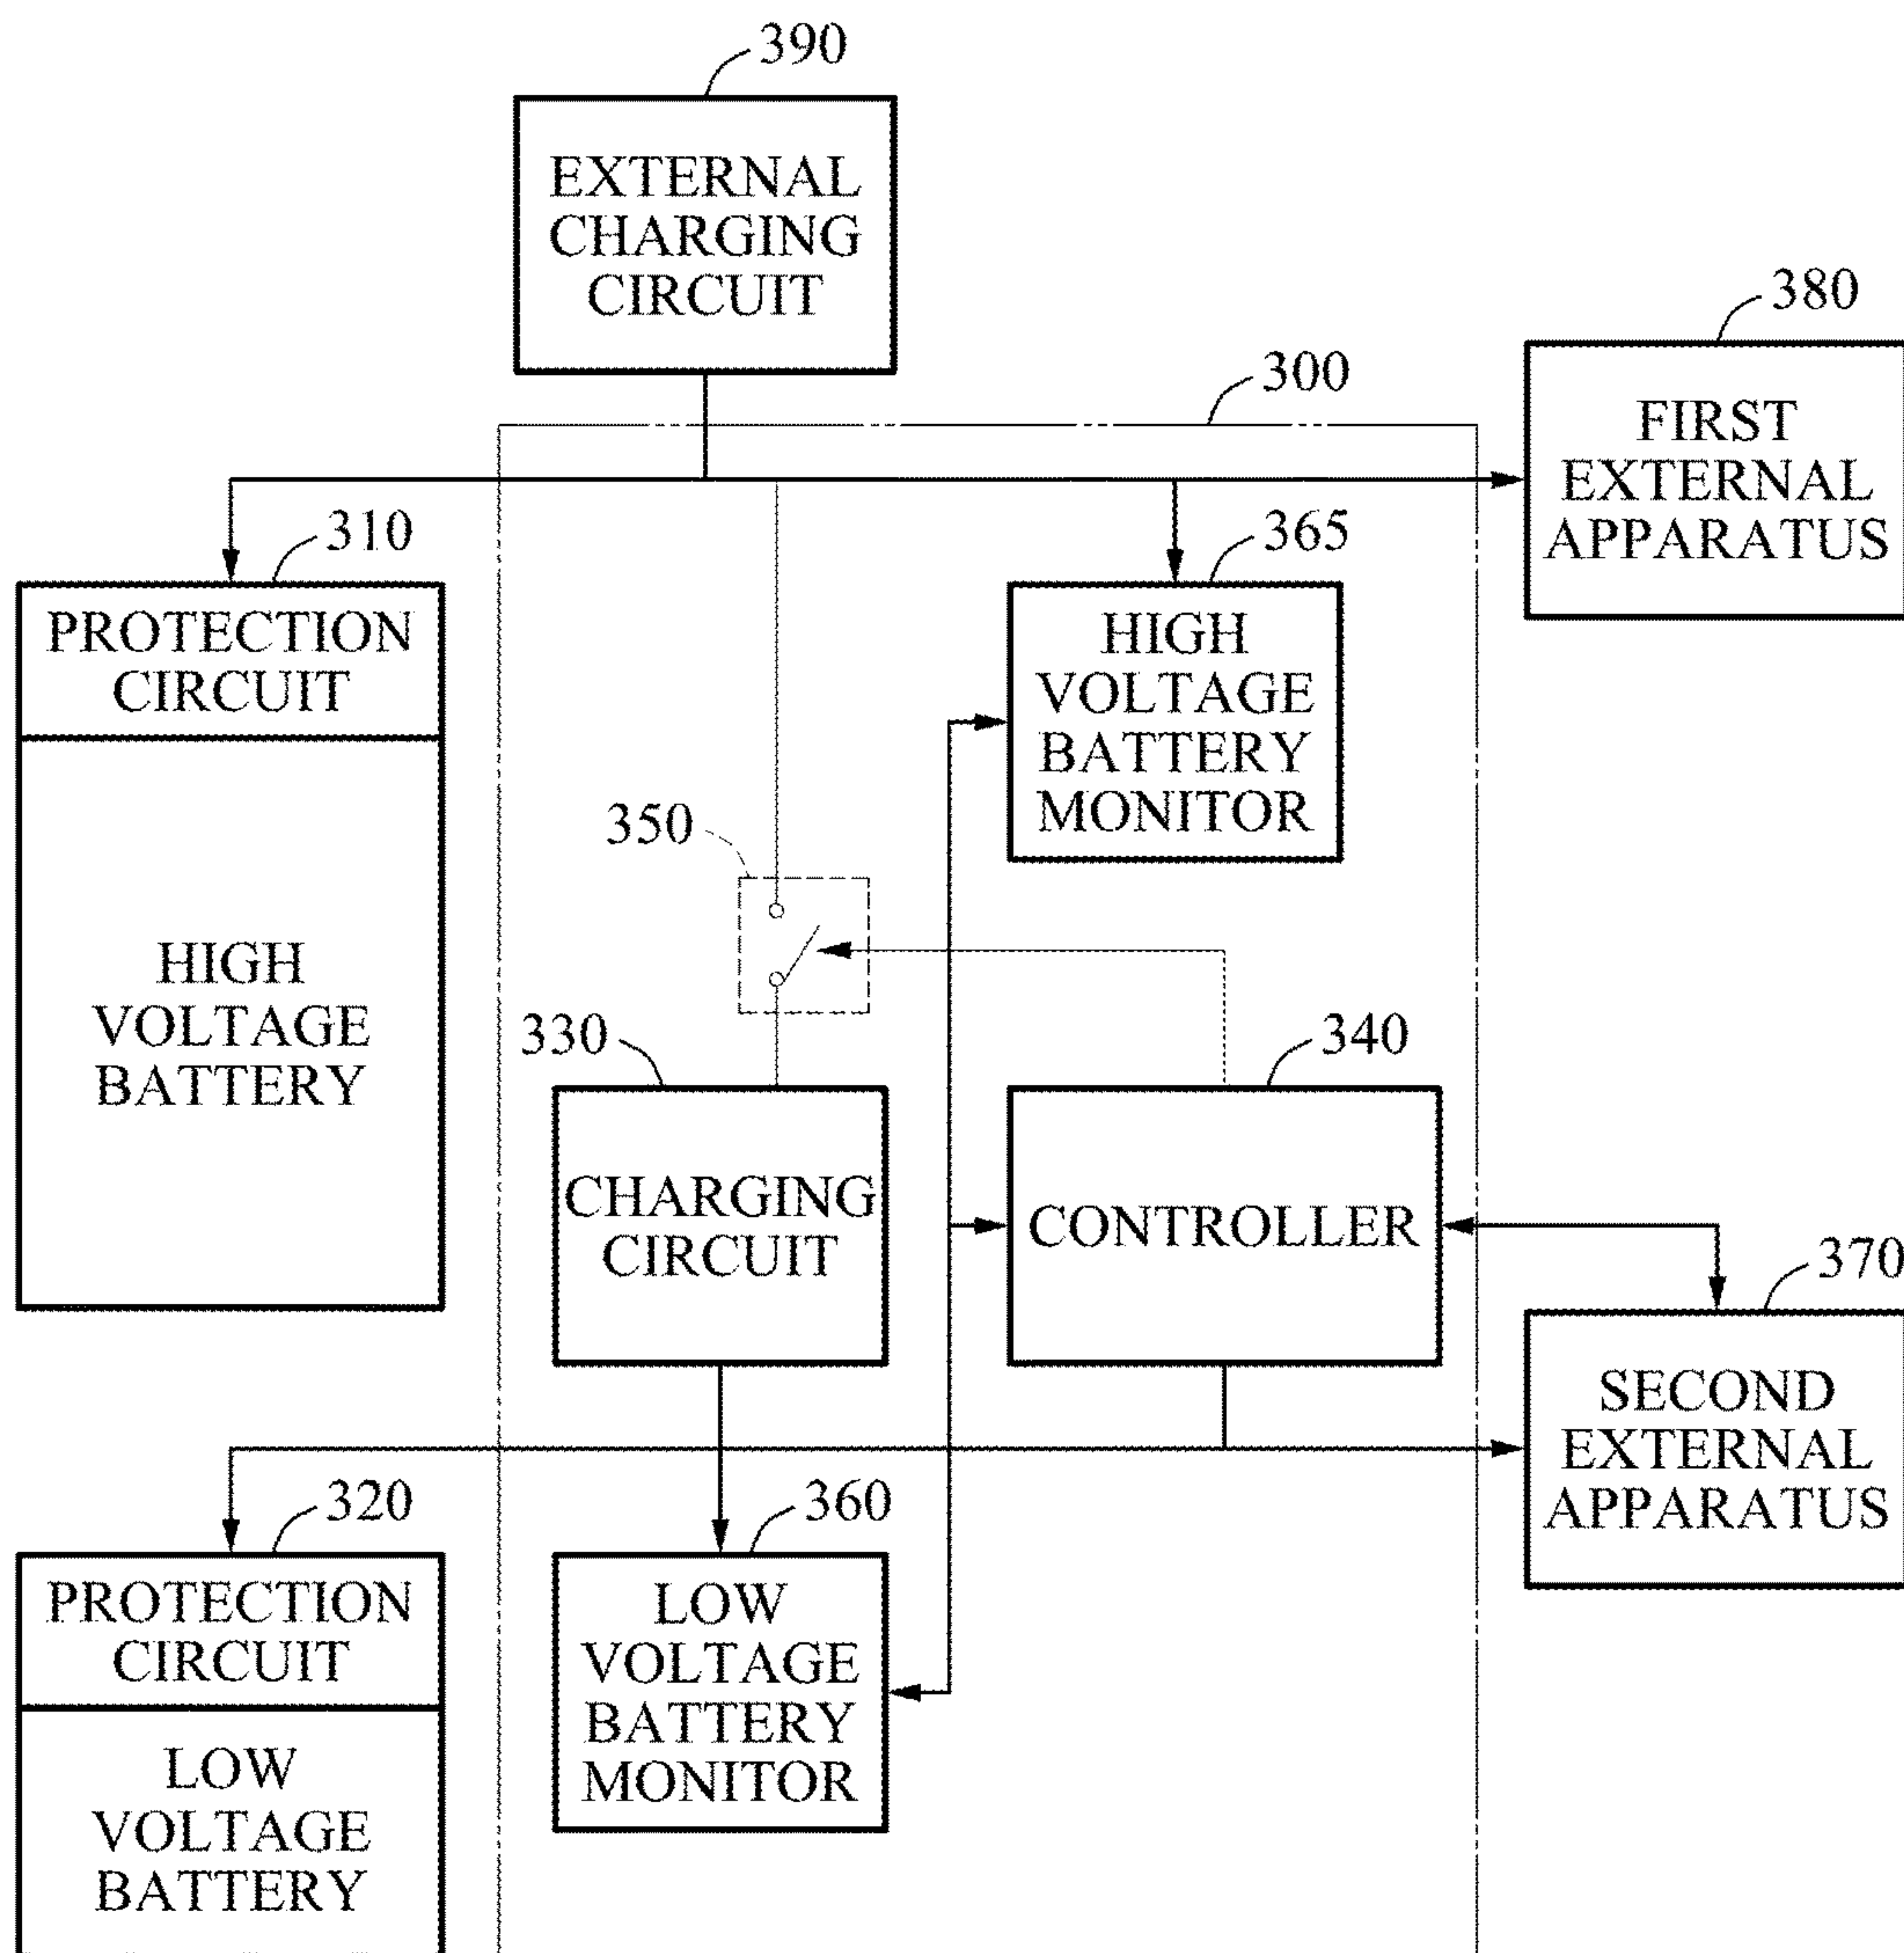 390
EXTERNAL
CHARGING
CIRCUIT
380
FIRST
EXTERNAL
APPARATUS
300
310
PROTECTION
CIRCUIT
HIGH
VOLTAGE
BATTERY
365
HIGH
VOLTAGE
BATTERY
MONITOR
350
330
CHARGING
CIRCUIT
340
CONTROLLER
370
SECOND
EXTERNAL
APPARATUS
320
PROTECTION
CIRCUIT
LOW
VOLTAGE
BATTERY
360
LOW
VOLTAGE
BATTERY
MONITOR